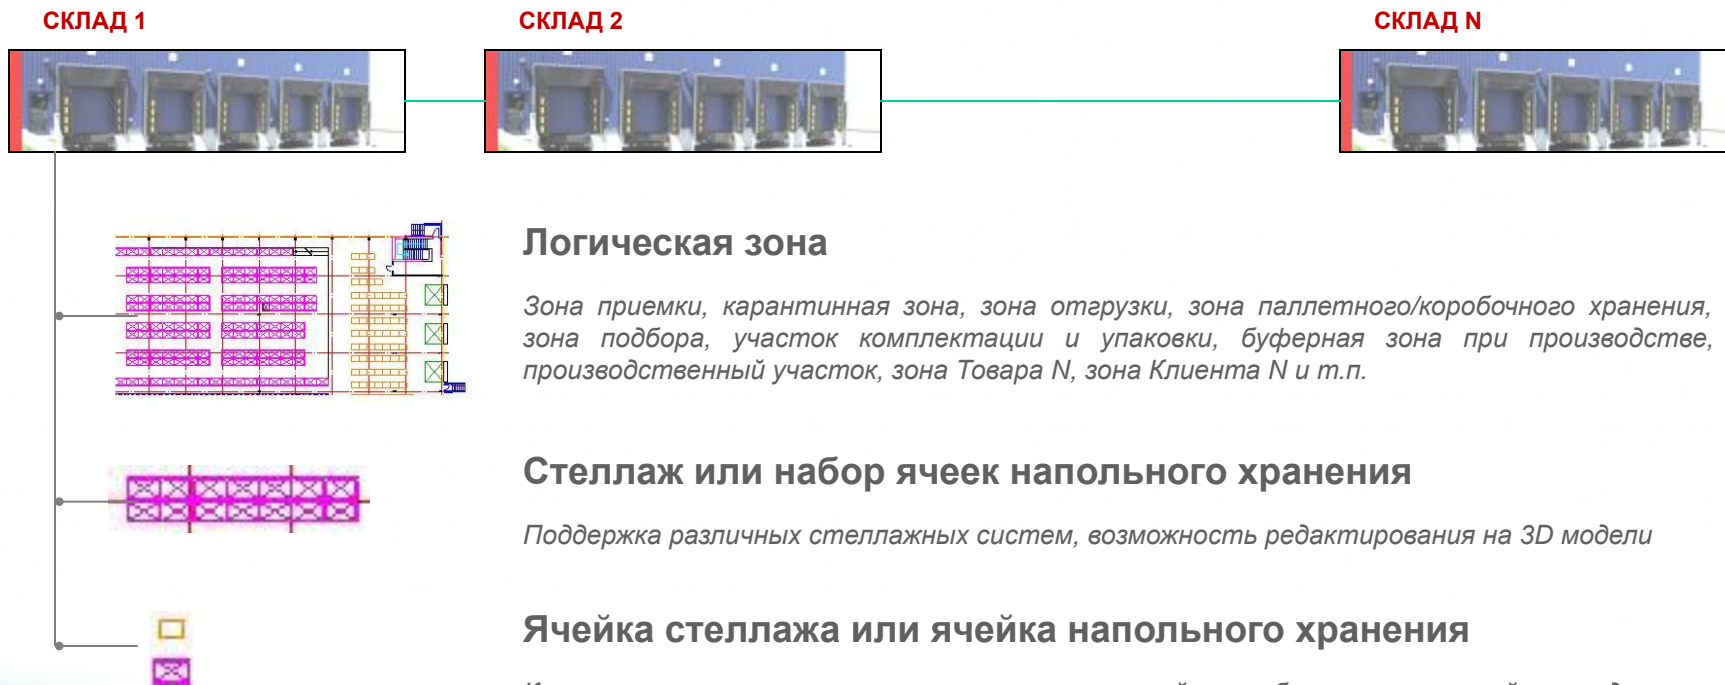 СКЛАД 1
СКЛАД 2
СКЛАД N
Логическая зона
Зона приемки, карантинная зона, зона отгрузки, зона паллетного/коробочного хранения,
зона подбора, участок комплектации и упаковки, буферная зона при производстве,
производственный участок, зона Товара N, зона Клиента N и т.п.
Стеллаж или набор ячеек напольного хранения
Поддержка различных стеллажных систем, возможность редактирования на 3D модели
Ячейка стеллажа или ячейка напольного хранения